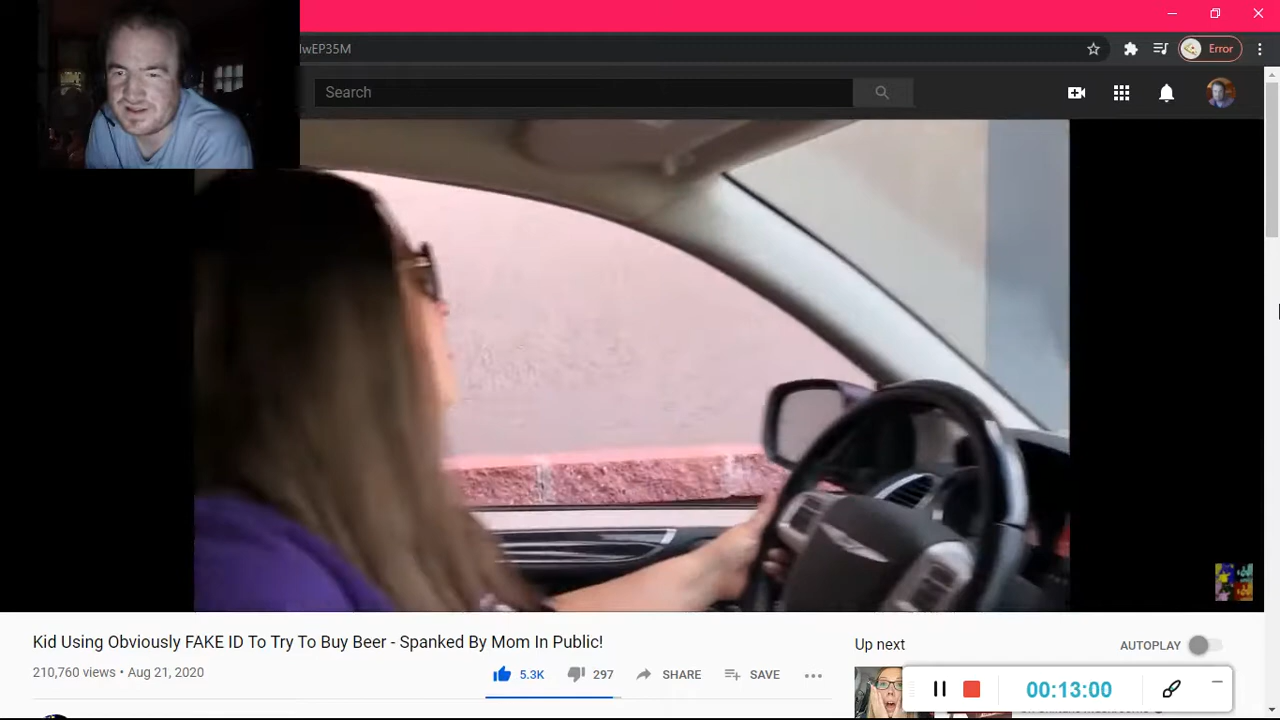 lwEP35M
Error
Search
Kid Using Obviously FAKE ID To Try To Buy Beer - Spanked By Mom In Public!
210,760 views • Aug 21, 2020
5.3K
297
SHARE
SAVE
Up next
AUTOPLAY
00:13:00